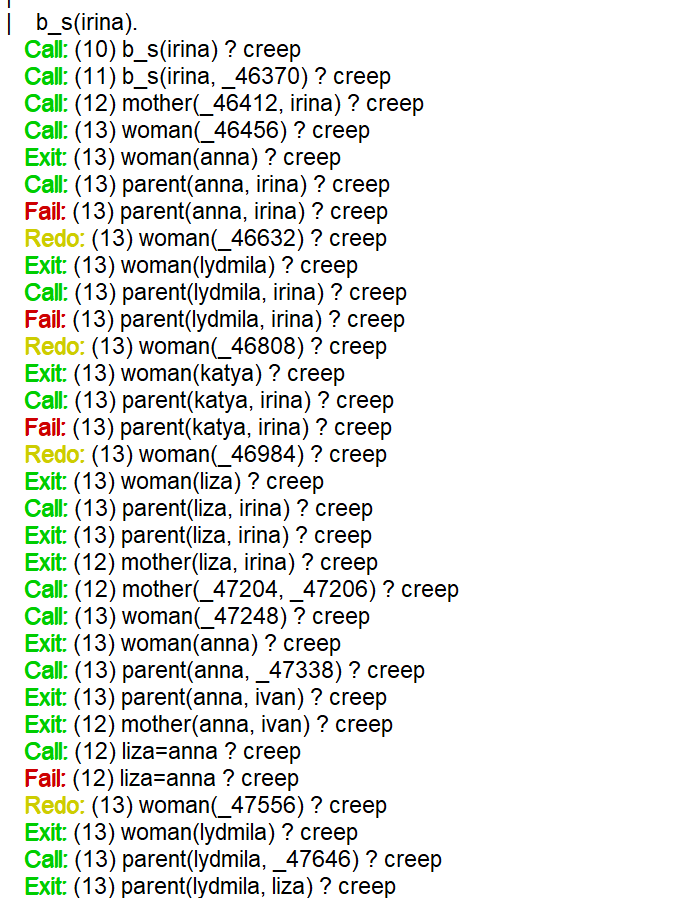 b_s(irina).
Call: (10) b_s(irina) ? creep
Call: (11) b_s(irina, _46370) ? creep
Call: (12) mother(_46412, irina) ? creep
Call: (13) woman(_46456) ? creep
Exit: (13) woman(anna) ? creep
Call: (13) parent(anna, irina) ? creep
Fail: (13) parent(anna, irina) ? creep
Redo: (13) woman(_46632) ? creep
Exit: (13) woman(lydmila) ? creep
Call: (13) parent(lydmila, irina) ? creep
Fail: (13) parent(lydmila, irina) ? creep
Redo: (13) woman(_46808) ? creep
Exit: (13) woman(katya) ? creep
Call: (13) parent(katya, irina) ? creep
Fail: (13) parent(katya, irina) ? creep
Redo: (13) woman(_46984) ? creep
Exit: (13) woman(liza) ? creep
Call: (13) parent(liza, irina) ? creep
Exit: (13) parent(liza, irina) ? creep
Exit: (12) mother(liza, irina) ? creep
Call: (12) mother(_47204, _47206) ? creep
Call: (13) woman(_47248) ? creep
Exit: (13) woman(anna) ? creep
Call: (13) parent(anna, _47338) ? creep
Exit: (13) parent(anna, ivan) ? creep
Exit: (12) mother(anna, ivan) ? creep
Call: (12) liza=anna ? creep
Fail: (12) liza=anna ? creep
Redo: (13) woman(_47556) ? creep
Exit: (13) woman(lydmila) ? creep
Call: (13) parent(lydmila, _47646) ? creep
Exit: (13) parent(lydmila, liza) ? creep